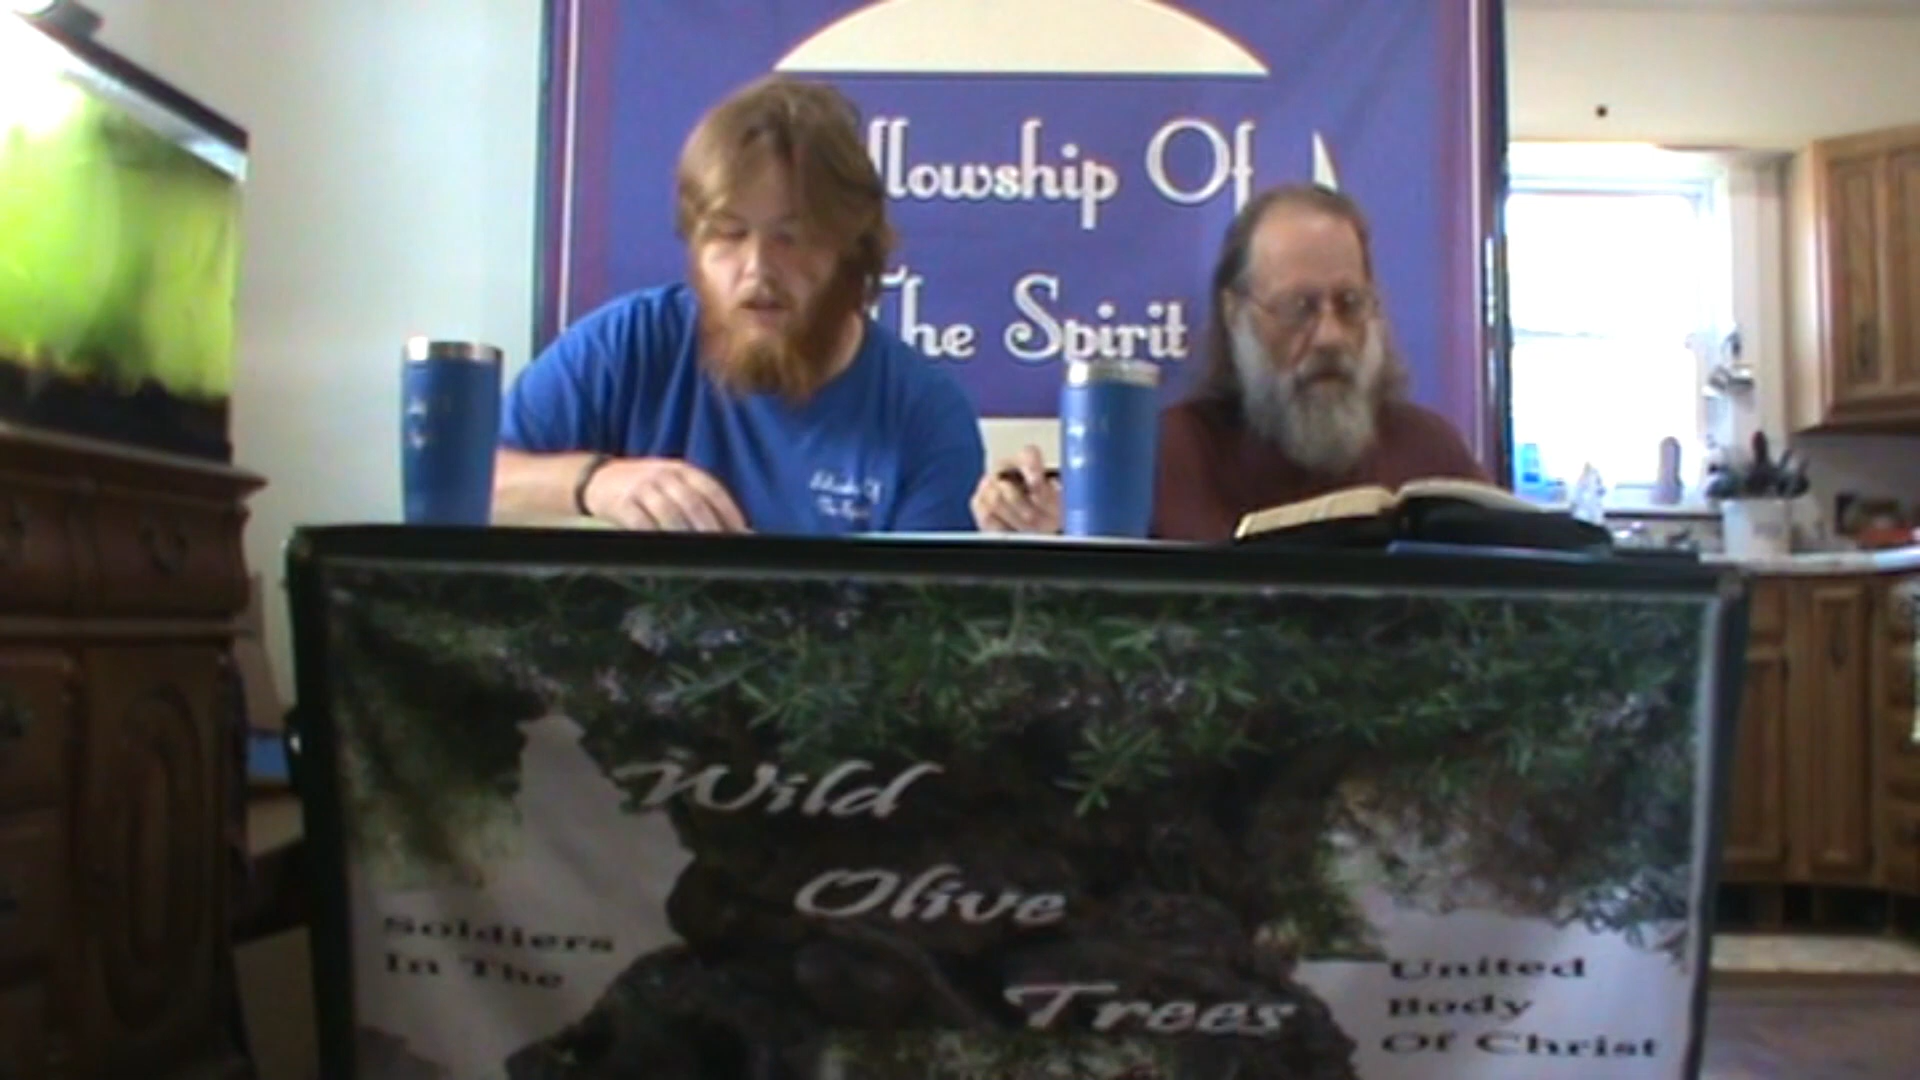 llowship Of
The Spirit
Wild
Olive
Trees
Soldiers
In The
United
Body
Of Christ